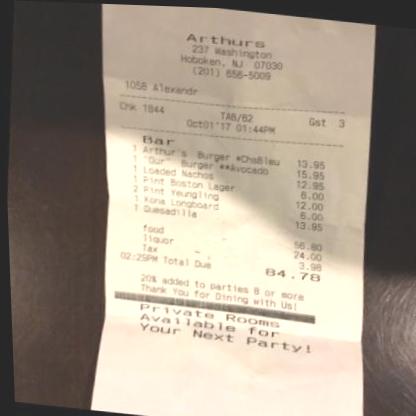 Arthurs
237 Washington
Hoboken, NJ 07030
(201) 656-5009
1058 Alexandr
Chk 1844 TAB/62 Gst 3
Oct01'17 01:44PM
Bar
1 Arthur's Burger *ChsBleu 13.95
1 "Our" Burger **Avocado 15.95
1 Loaded Nachos 12.95
1 Pint Boston Lager 6.00
2 Pint Yeungling 12.00
1 Kona Longboard 6.00
1 Quesadilla 13.95
food 56.80
liquor 24.00
Tax 3.98
02:25PM Total Due 84.78
20% added to parties 8 or more
Thank You for Dining with Us!
Private Rooms
Available for
Your Next Party!